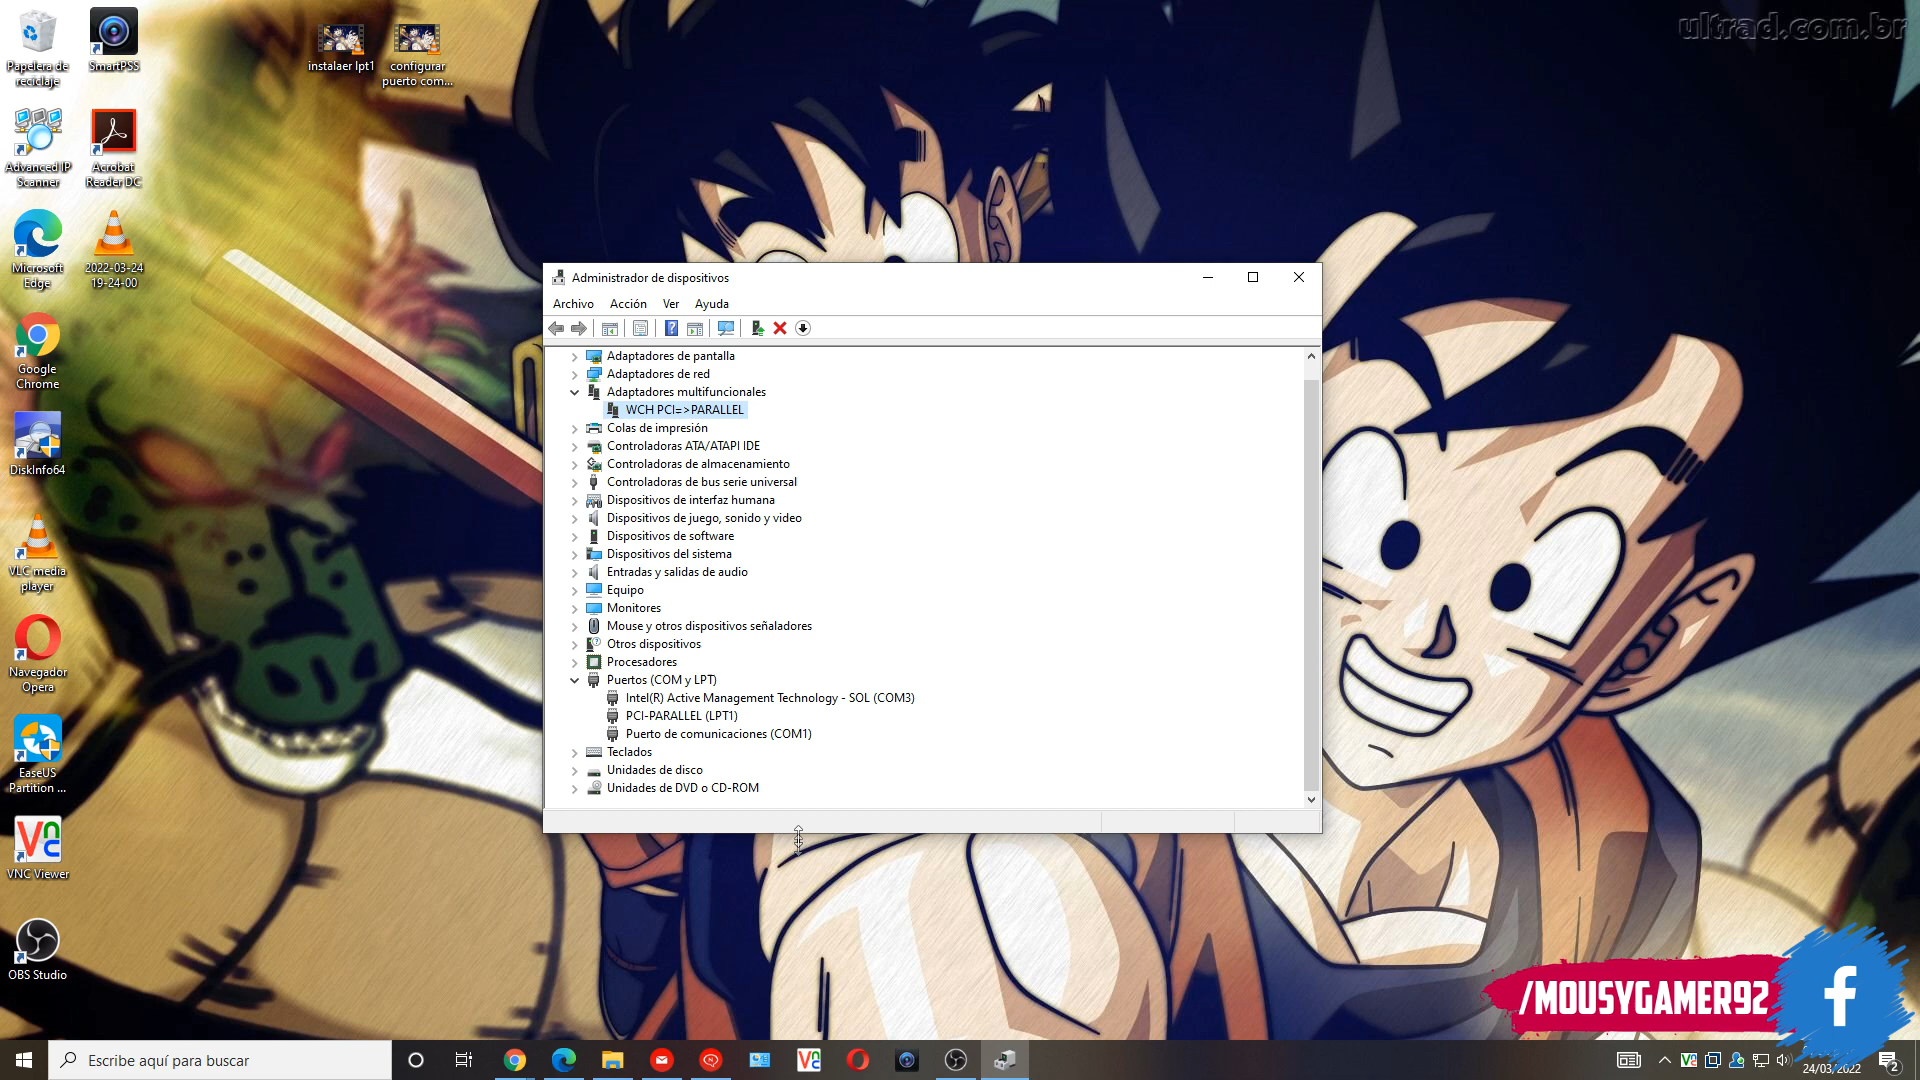 ultrad.com.br
Papelera de
reciclaje
SmartPSS
instalaer lpt1
configurar
puerto com...
Advanced IP
Scanner
Acrobat
Reader DC
Microsoft
Edge
2022-03-24
19-24-00
Google
Chrome
DiskInfo64
VLC media
player
Navegador
Opera
EaseUS
Partition ...
VNC Viewer
OBS Studio
Administrador de dispositivos
Archivo Acción Ver Ayuda
Adaptadores de pantalla
Adaptadores de red
Adaptadores multifuncionales
WCH PCI=>PARALLEL
Colas de impresión
Controladoras ATA/ATAPI IDE
Controladoras de almacenamiento
Controladoras de bus serie universal
Dispositivos de interfaz humana
Dispositivos de juego, sonido y video
Dispositivos de software
Dispositivos del sistema
Entradas y salidas de audio
Equipo
Monitores
Mouse y otros dispositivos señaladores
Otros dispositivos
Procesadores
Puertos (COM y LPT)
Intel(R) Active Management Technology - SOL (COM3)
PCI-PARALLEL (LPT1)
Puerto de comunicaciones (COM1)
Teclados
Unidades de disco
Unidades de DVD o CD-ROM
/MOUSYGAMER92
Escribe aquí para buscar
24/03/2022
2